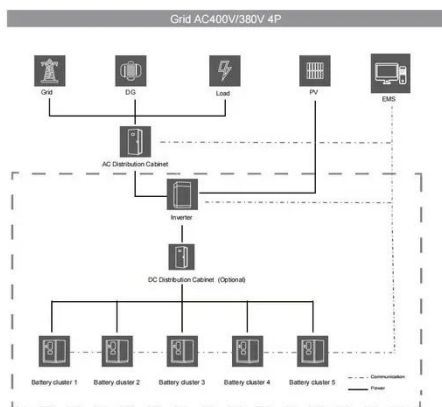 Grid AC400V/380V 4P
Grid
DG
Load
PV
EMS
AC Distribution Cabinet
Inverter
DC Distribution Cabinet (Optional)
Battery cluster 1
Battery cluster 2
Battery cluster 3
Battery cluster 4
Battery cluster 5
Communication
Power